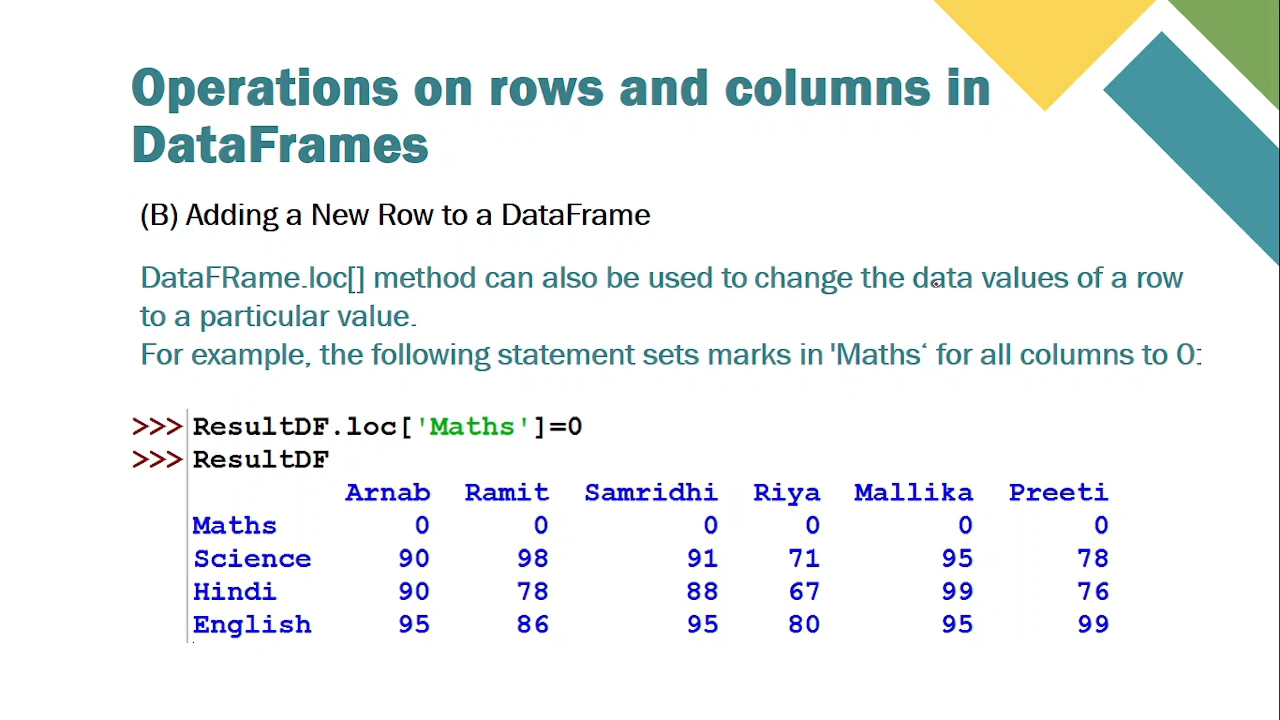 Operations on rows and columns in
DataFrames
(B) Adding a New Row to a DataFrame
DataFRame.loc[] method can also be used to change the data values of a row
to a particular value.
For example, the following statement sets marks in 'Maths‘ for all columns to 0:
>>> ResultDF.loc['Maths']=0
>>> ResultDF
Arnab Ramit Samridhi Riya Mallika Preeti
Maths 0 0 0 0 0 0
Science 90 98 91 71 95 78
Hindi 90 78 88 67 99 76
English 95 86 95 80 95 99